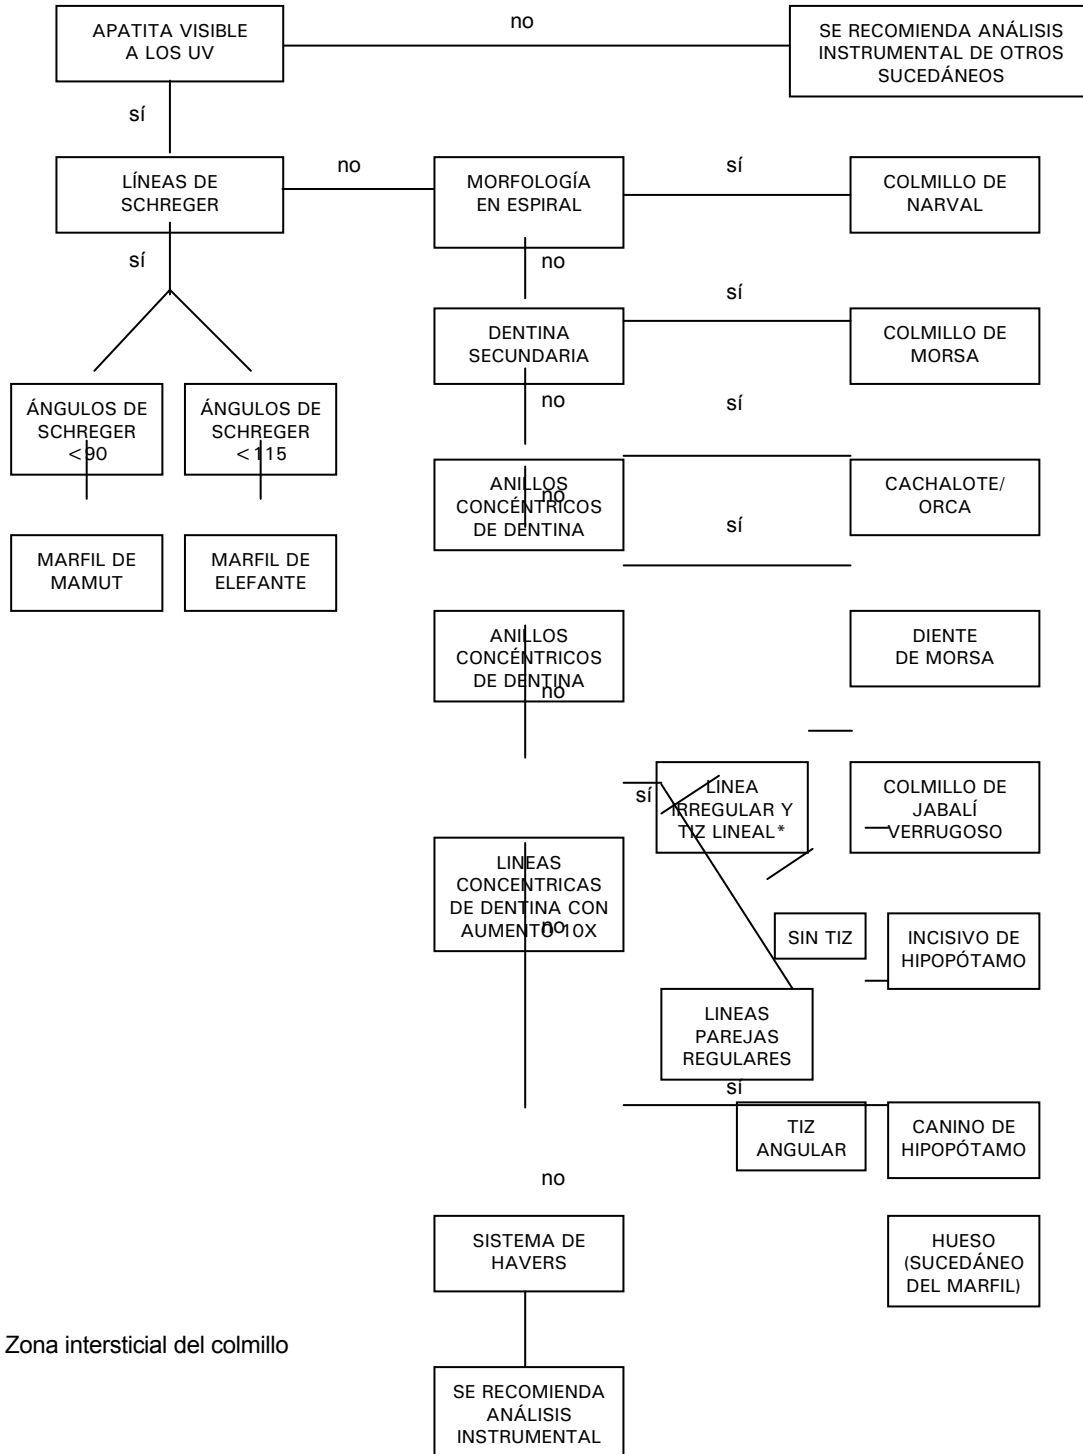 APATITA VISIBLE
A LOS UV
no
SE RECOMIENDA ANÁLISIS
INSTRUMENTAL DE OTROS
SUCEDÁNEOS
sí
LÍNEAS DE
SCHREGER
no
MORFOLOGÍA
EN ESPIRAL
sí
COLMILLO DE
NARVAL
sí
no
DENTINA
SECUNDARIA
sí
COLMILLO DE
MORSA
ÁNGULOS DE
SCHREGER
<90
ÁNGULOS DE
SCHREGER
<115
no
sí
ANILLOS
CONCÉNTRICOS
DE DENTINA
no
CACHALOTE/
ORCA
sí
MARFIL DE
MAMUT
MARFIL DE
ELEFANTE
ANILLOS
CONCÉNTRICOS
DE DENTINA
no
DIENTE
DE MORSA
sí
LÍNEA
IRREGULAR Y
TIZ LINEAL*
COLMILLO DE
JABALÍ
VERRUGOSO
LINEAS
CONCENTRICAS
DE DENTINA CON
AUMENTO 10X
no
SIN TIZ
INCISIVO DE
HIPOPÓTAMO
LINEAS
PAREJAS
REGULARES
sí
TIZ
ANGULAR
CANINO DE
HIPOPÓTAMO
no
SISTEMA DE
HAVERS
HUESO
(SUCEDÁNEO
DEL MARFIL)
Zona intersticial del colmillo
SE RECOMIENDA
ANÁLISIS
INSTRUMENTAL